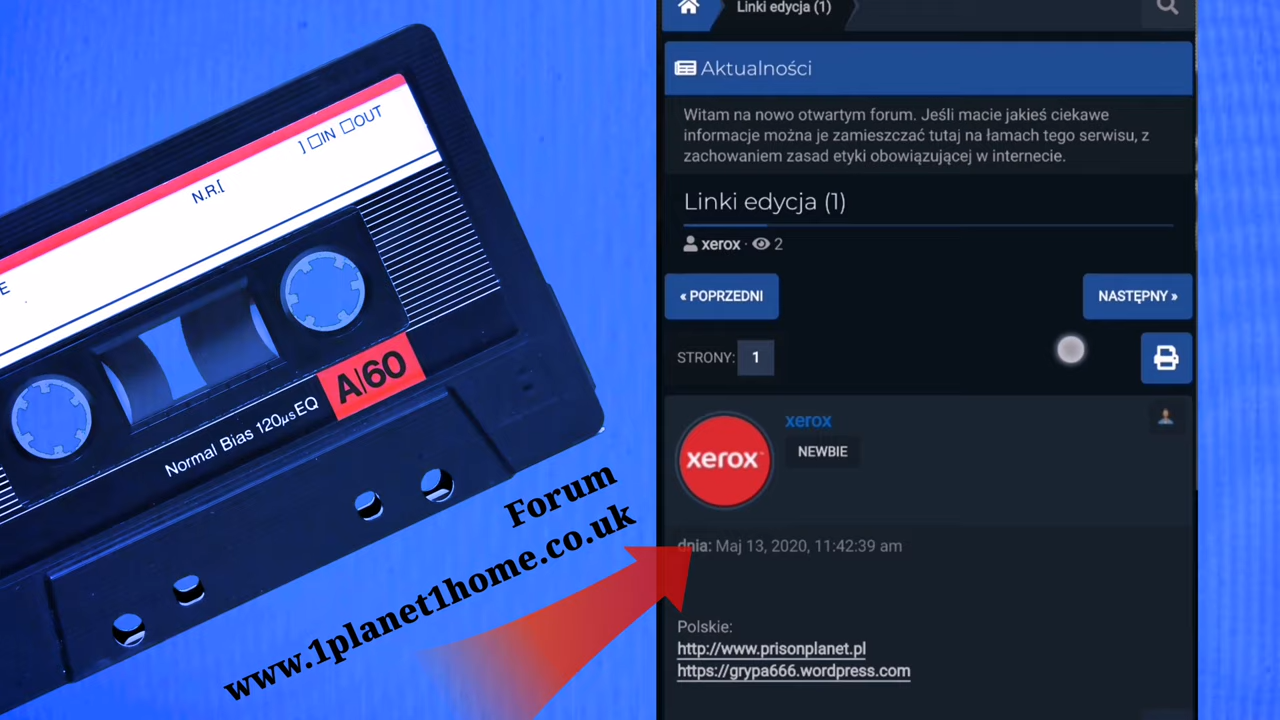 ] ☐IN ☐OUT
N.R.[
E
A/60
Normal Bias 120μs EQ
Forum
www.1planet1home.co.uk
Linki edycja (1)
Aktualności
Witam na nowo otwartym forum. Jeśli macie jakieś ciekawe
informacje można je zamieszczać tutaj na łamach tego serwisu, z
zachowaniem zasad etyki obowiązującej w internecie.
Linki edycja (1)
xerox · 2
« POPRZEDNI
NASTĘPNY »
STRONY: 1
xerox™
xerox
NEWBIE
dnia: Maj 13, 2020, 11:42:39 am
Polskie:
http://www.prisonplanet.pl
https://grypa666.wordpress.com